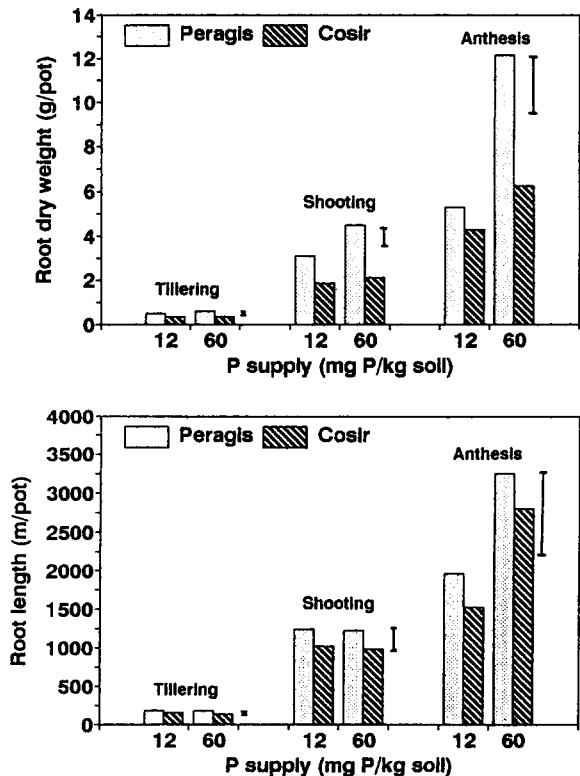 Root dry weight (g/pot)
14
12
10
8
6
4
2
0
Peragis Cosir
Tillering
Shooting
Anthesis
12 60 12 60 12 60
P supply (mg P/kg soil)
Root length (m/pot)
4000
3500
3000
2500
2000
1500
1000
500
0
Peragis Cosir
Tillering
Shooting
Anthesis
12 60 12 60 12 60
P supply (mg P/kg soil)